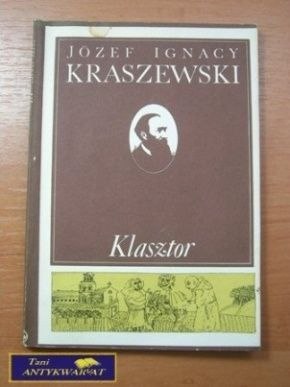 JÓZEF IGNACY
KRASZEWSKI
Klasztor
Tani
ANTYKWARIAT